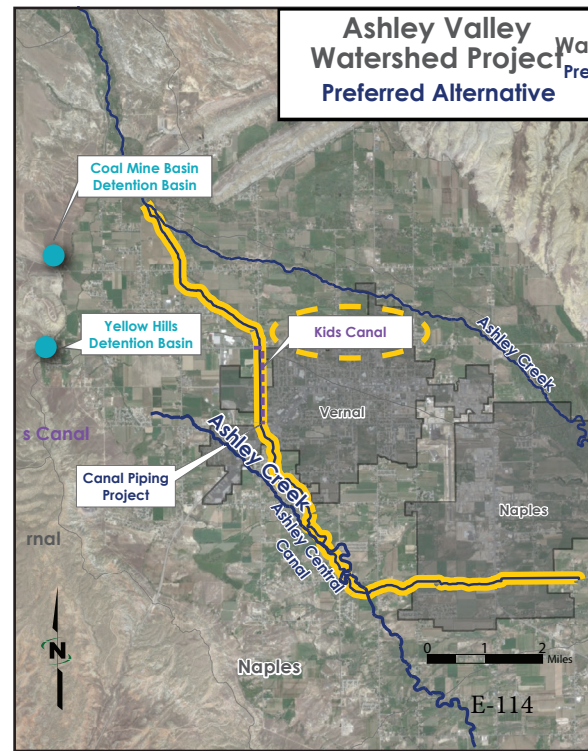 Ashley Valley
Watershed Project
Wa
Pre
Preferred Alternative
Coal Mine Basin
Detention Basin
Yellow Hills
Detention Basin
Kids Canal
Ashley Creek
Vernal
s Canal
Ashley Creek
Canal Piping
Project
Naples
Ashley Central
Canal
rnal
N
0 1 2
Miles
Naples
E-114